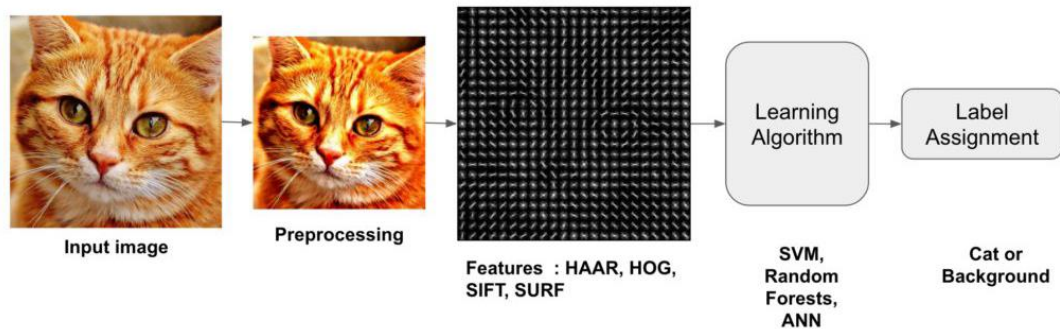 Input image
Preprocessing
Features : HAAR, HOG,
SIFT, SURF
Learning
Algorithm
SVM,
Random
Forests,
ANN
Label
Assignment
Cat or
Background